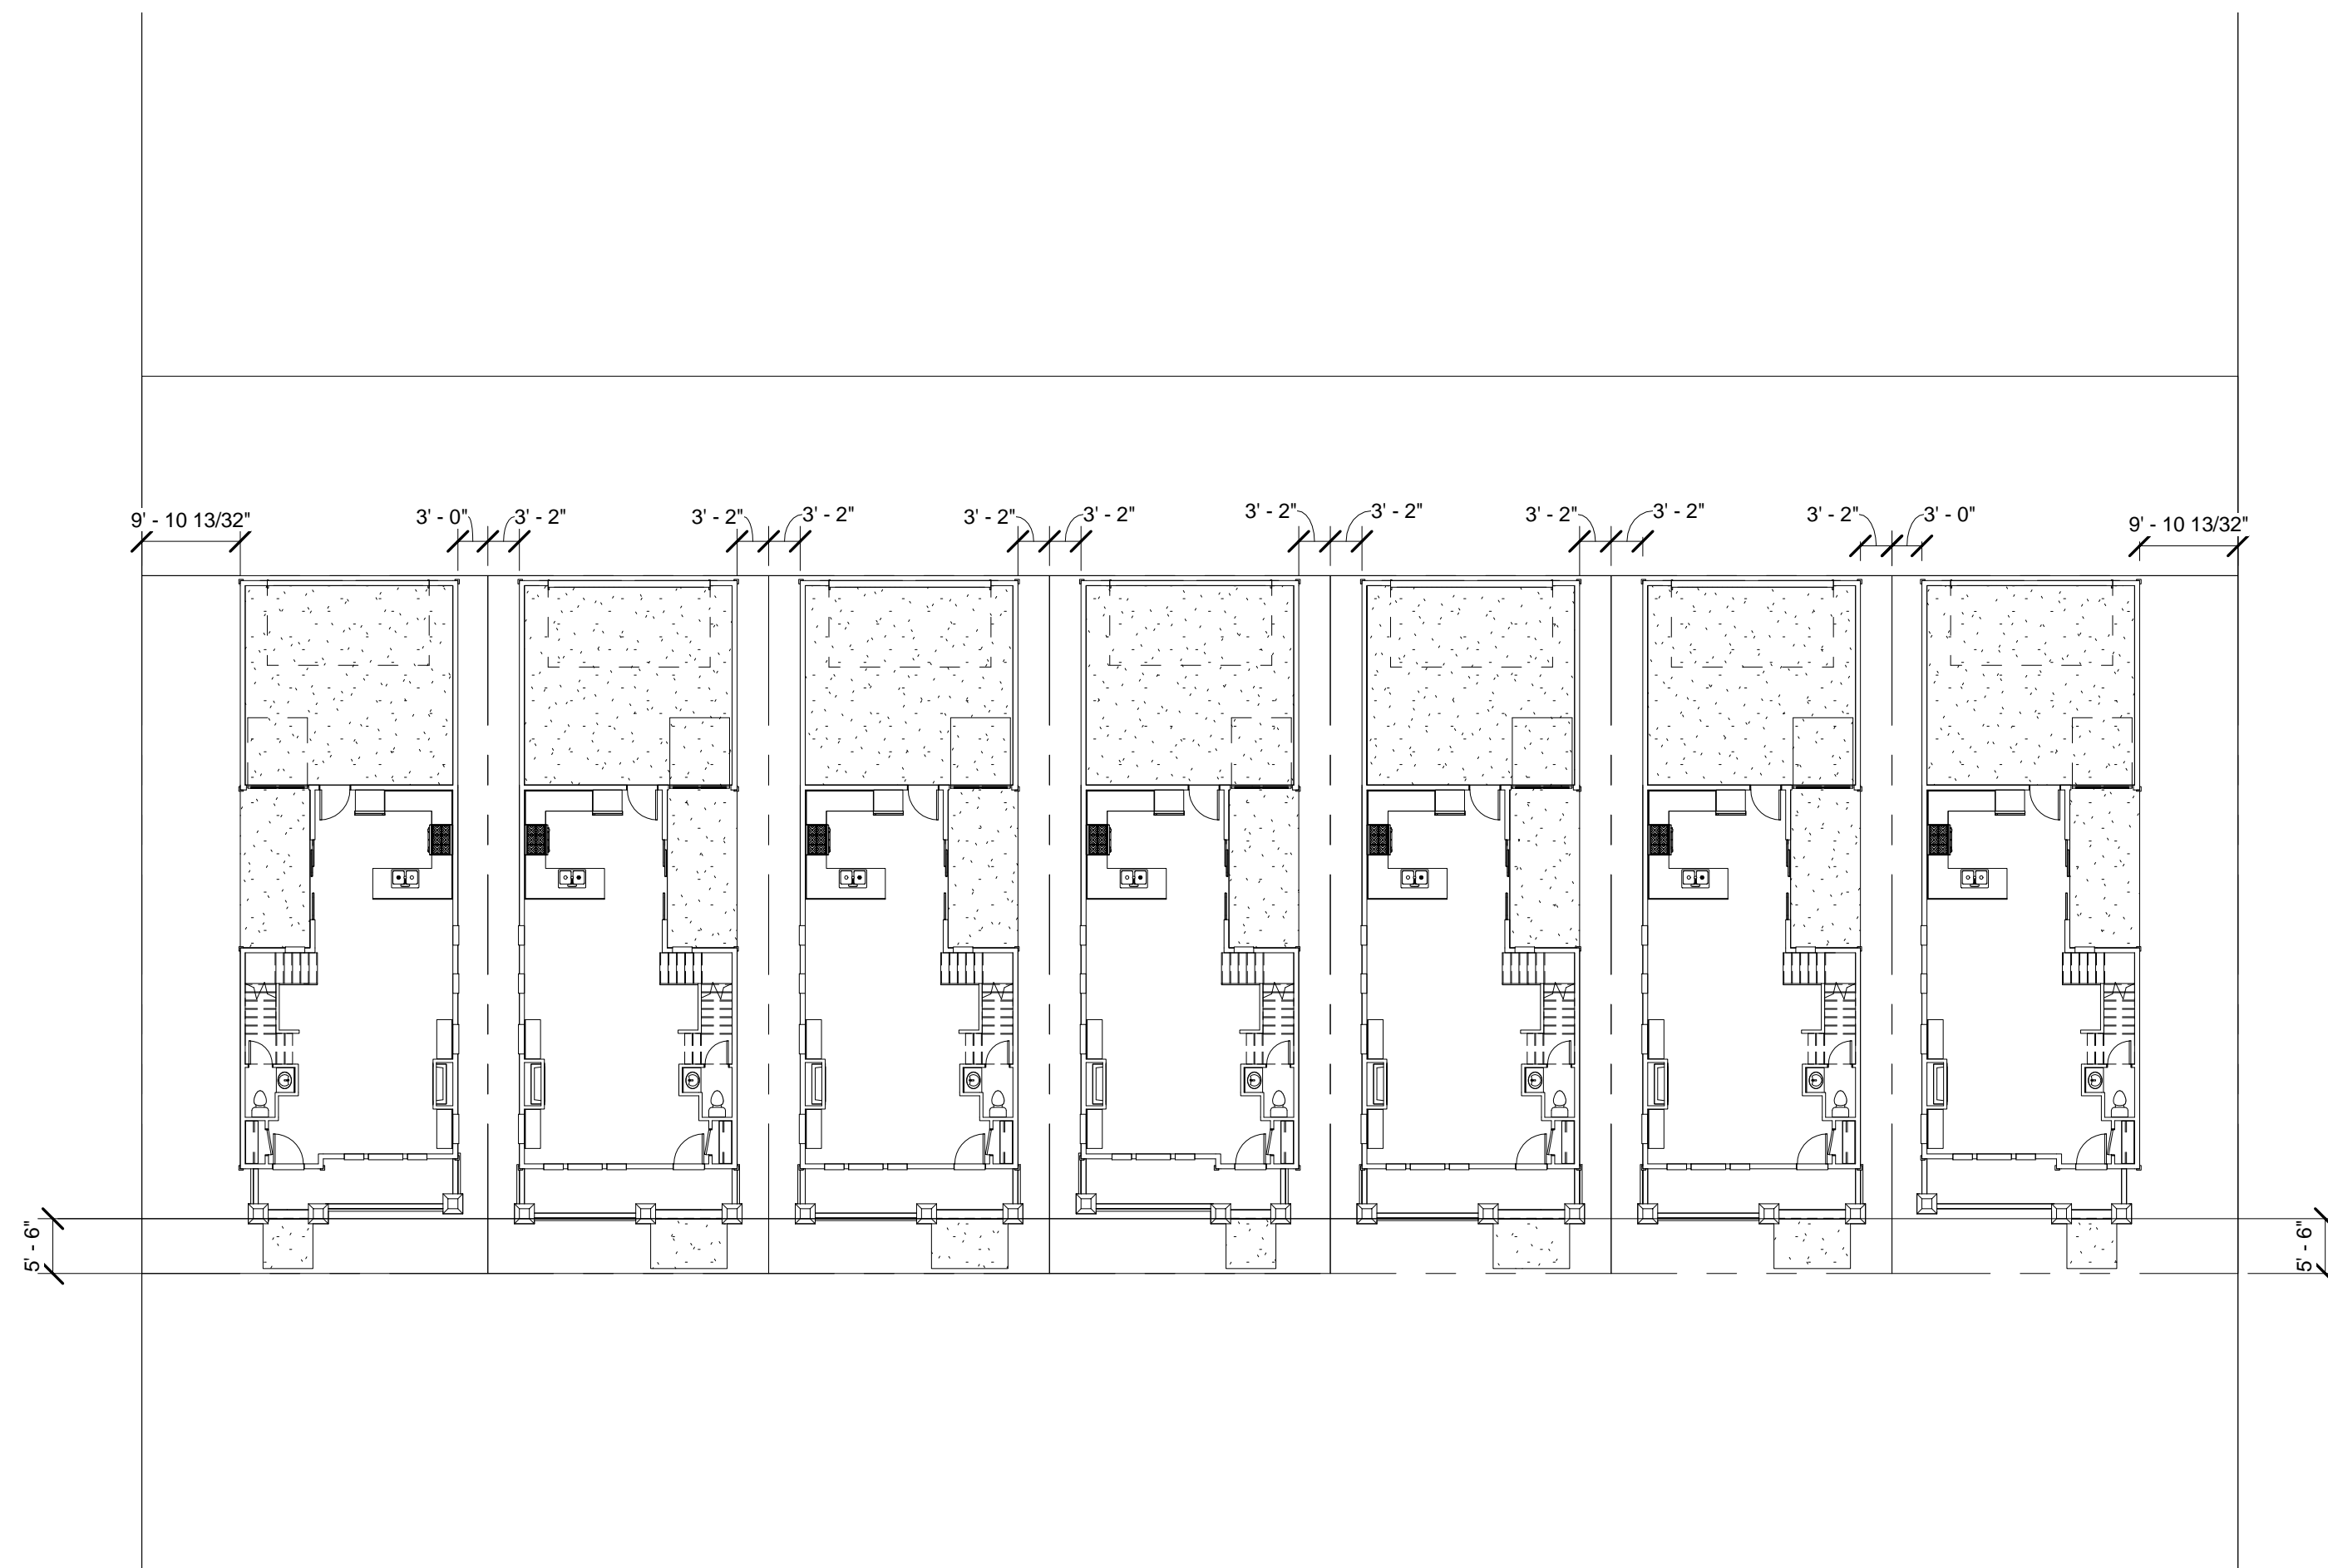 9' - 10 13/32"
3' - 0"
3' - 2"
3' - 2"
3' - 2"
3' - 2"
3' - 2"
3' - 2"
3' - 2"
3' - 2"
3' - 2"
3' - 2"
3' - 0"
9' - 10 13/32"
5' - 6"
5' - 6"